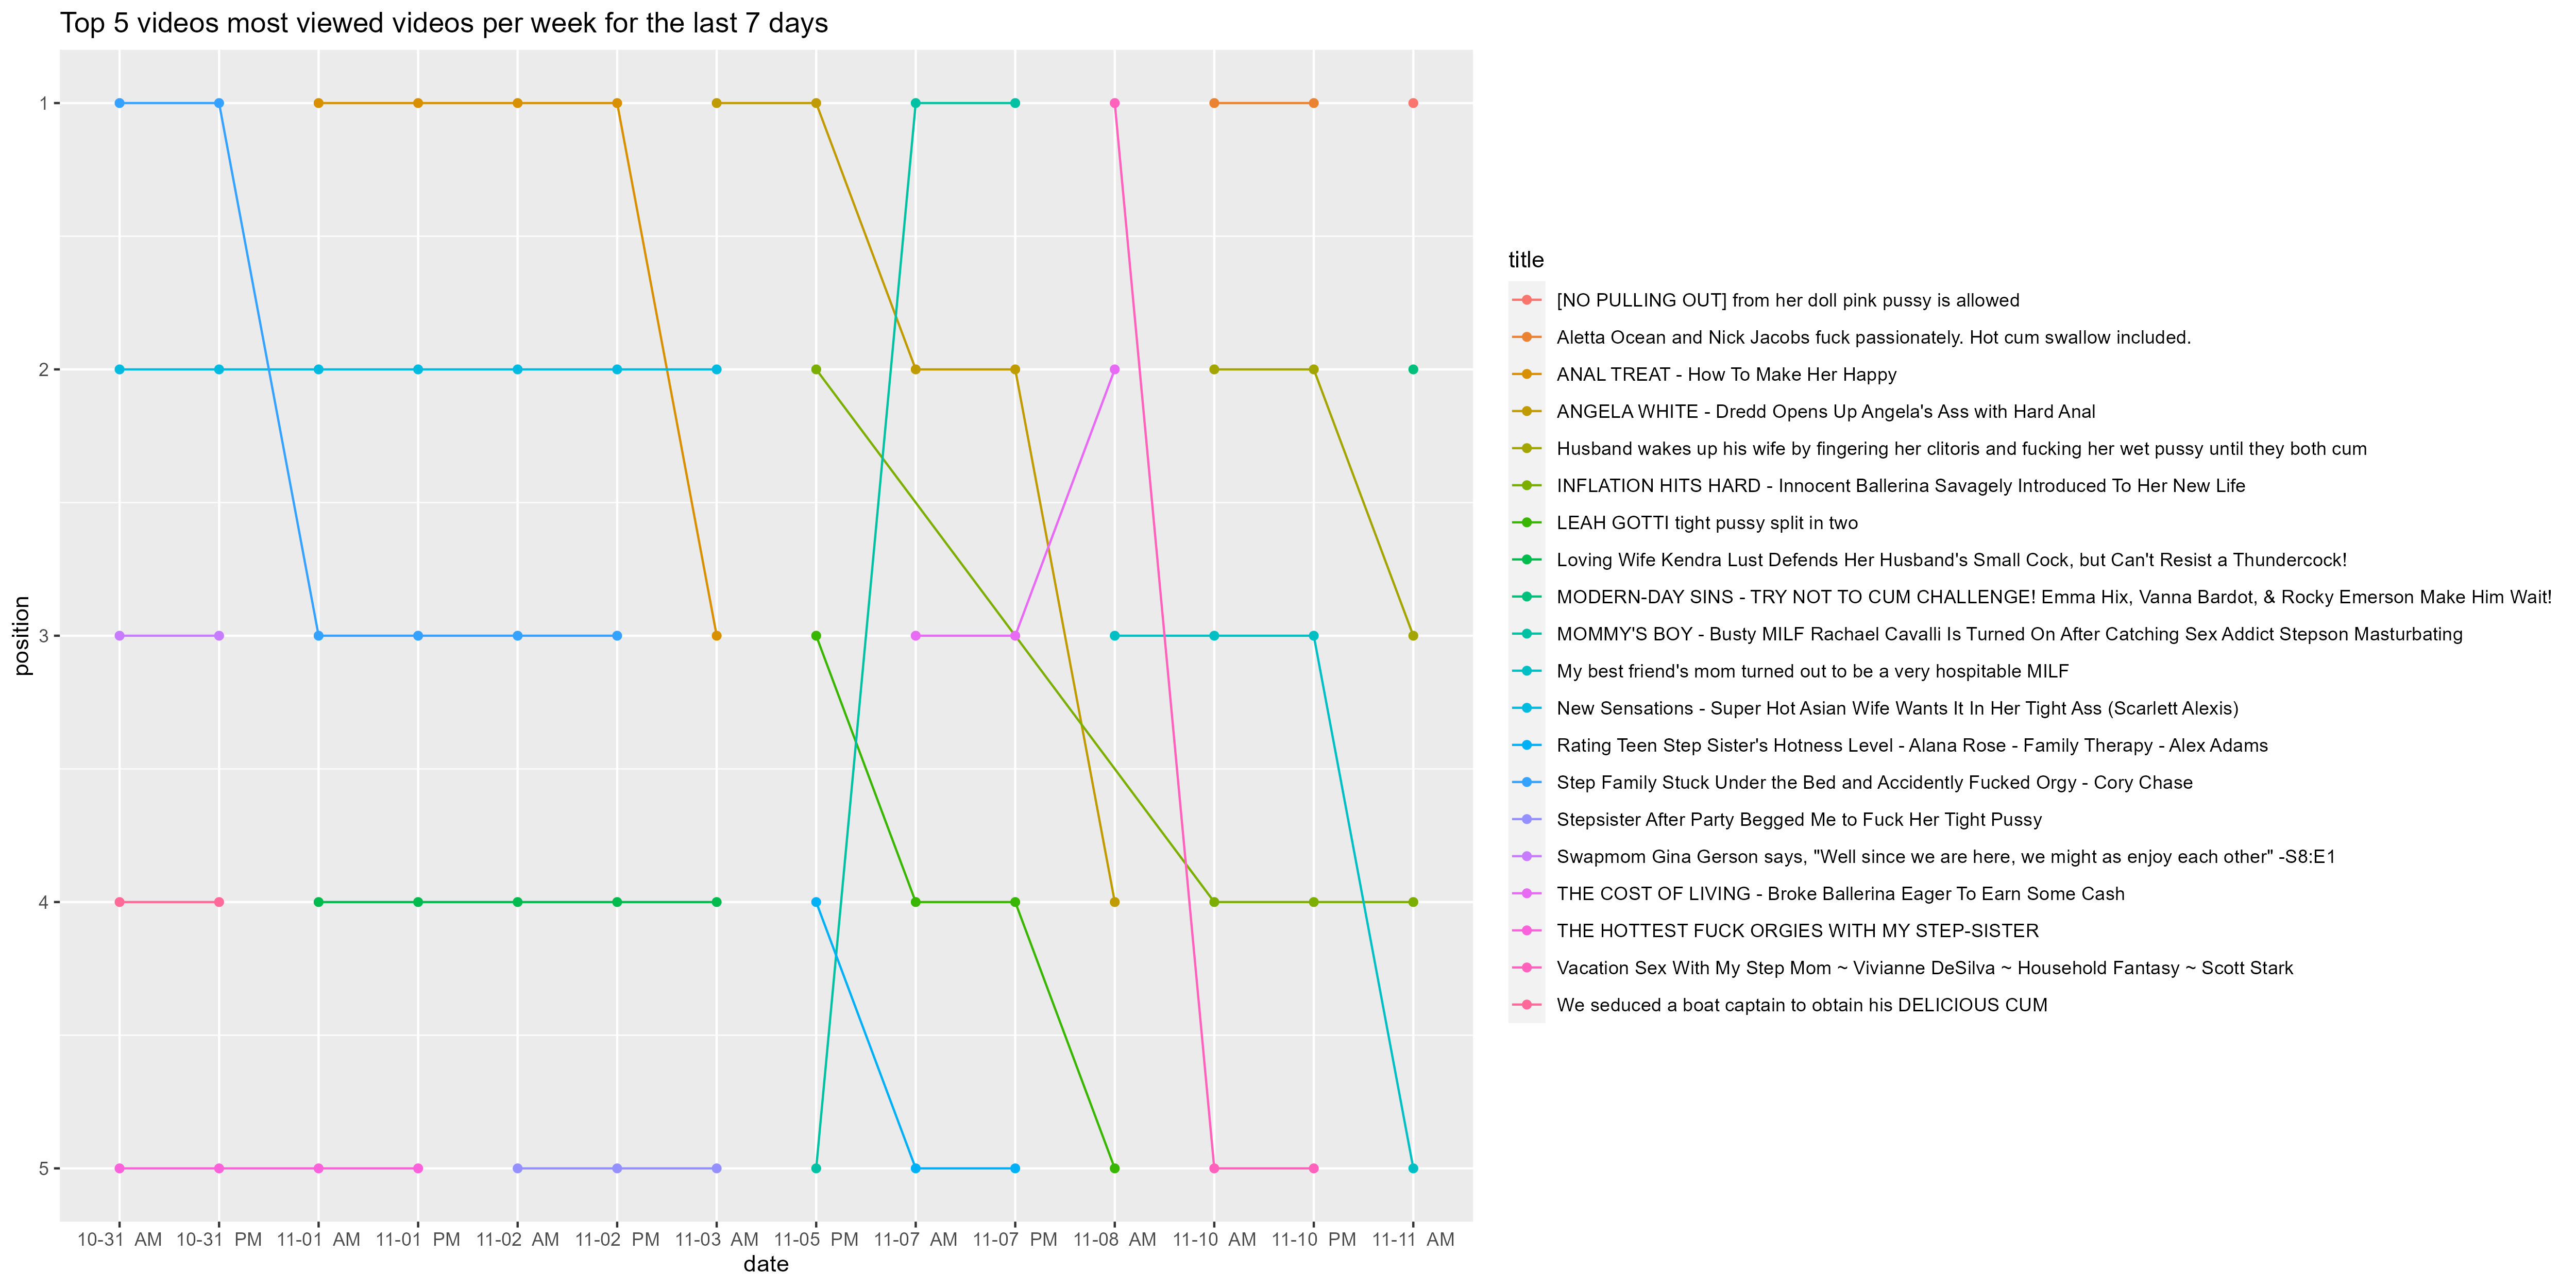 Top 5 videos most viewed videos per week for the last 7 days
position
1
2
3
4
5
10-31 AM
10-31 PM
11-01 AM
11-01 PM
11-02 AM
11-02 PM
11-03 AM
11-05 PM
11-07 AM
11-07 PM
11-08 AM
11-10 AM
11-10 PM
11-11 AM
date
title
[NO PULLING OUT] from her doll pink pussy is allowed
Aletta Ocean and Nick Jacobs fuck passionately. Hot cum swallow included.
ANAL TREAT - How To Make Her Happy
ANGELA WHITE - Dredd Opens Up Angela's Ass with Hard Anal
Husband wakes up his wife by fingering her clitoris and fucking her wet pussy until they both cum
INFLATION HITS HARD - Innocent Ballerina Savagely Introduced To Her New Life
LEAH GOTTI tight pussy split in two
Loving Wife Kendra Lust Defends Her Husband's Small Cock, but Can't Resist a Thundercock!
MODERN-DAY SINS - TRY NOT TO CUM CHALLENGE! Emma Hix, Vanna Bardot, & Rocky Emerson Make Him Wait!
MOMMY'S BOY - Busty MILF Rachael Cavalli Is Turned On After Catching Sex Addict Stepson Masturbating
My best friend's mom turned out to be a very hospitable MILF
New Sensations - Super Hot Asian Wife Wants It In Her Tight Ass (Scarlett Alexis)
Rating Teen Step Sister's Hotness Level - Alana Rose - Family Therapy - Alex Adams
Step Family Stuck Under the Bed and Accidently Fucked Orgy - Cory Chase
Stepsister After Party Begged Me to Fuck Her Tight Pussy
Swapmom Gina Gerson says, "Well since we are here, we might as enjoy each other" -S8:E1
THE COST OF LIVING - Broke Ballerina Eager To Earn Some Cash
THE HOTTEST FUCK ORGIES WITH MY STEP-SISTER
Vacation Sex With My Step Mom ~ Vivianne DeSilva ~ Household Fantasy ~ Scott Stark
We seduced a boat captain to obtain his DELICIOUS CUM